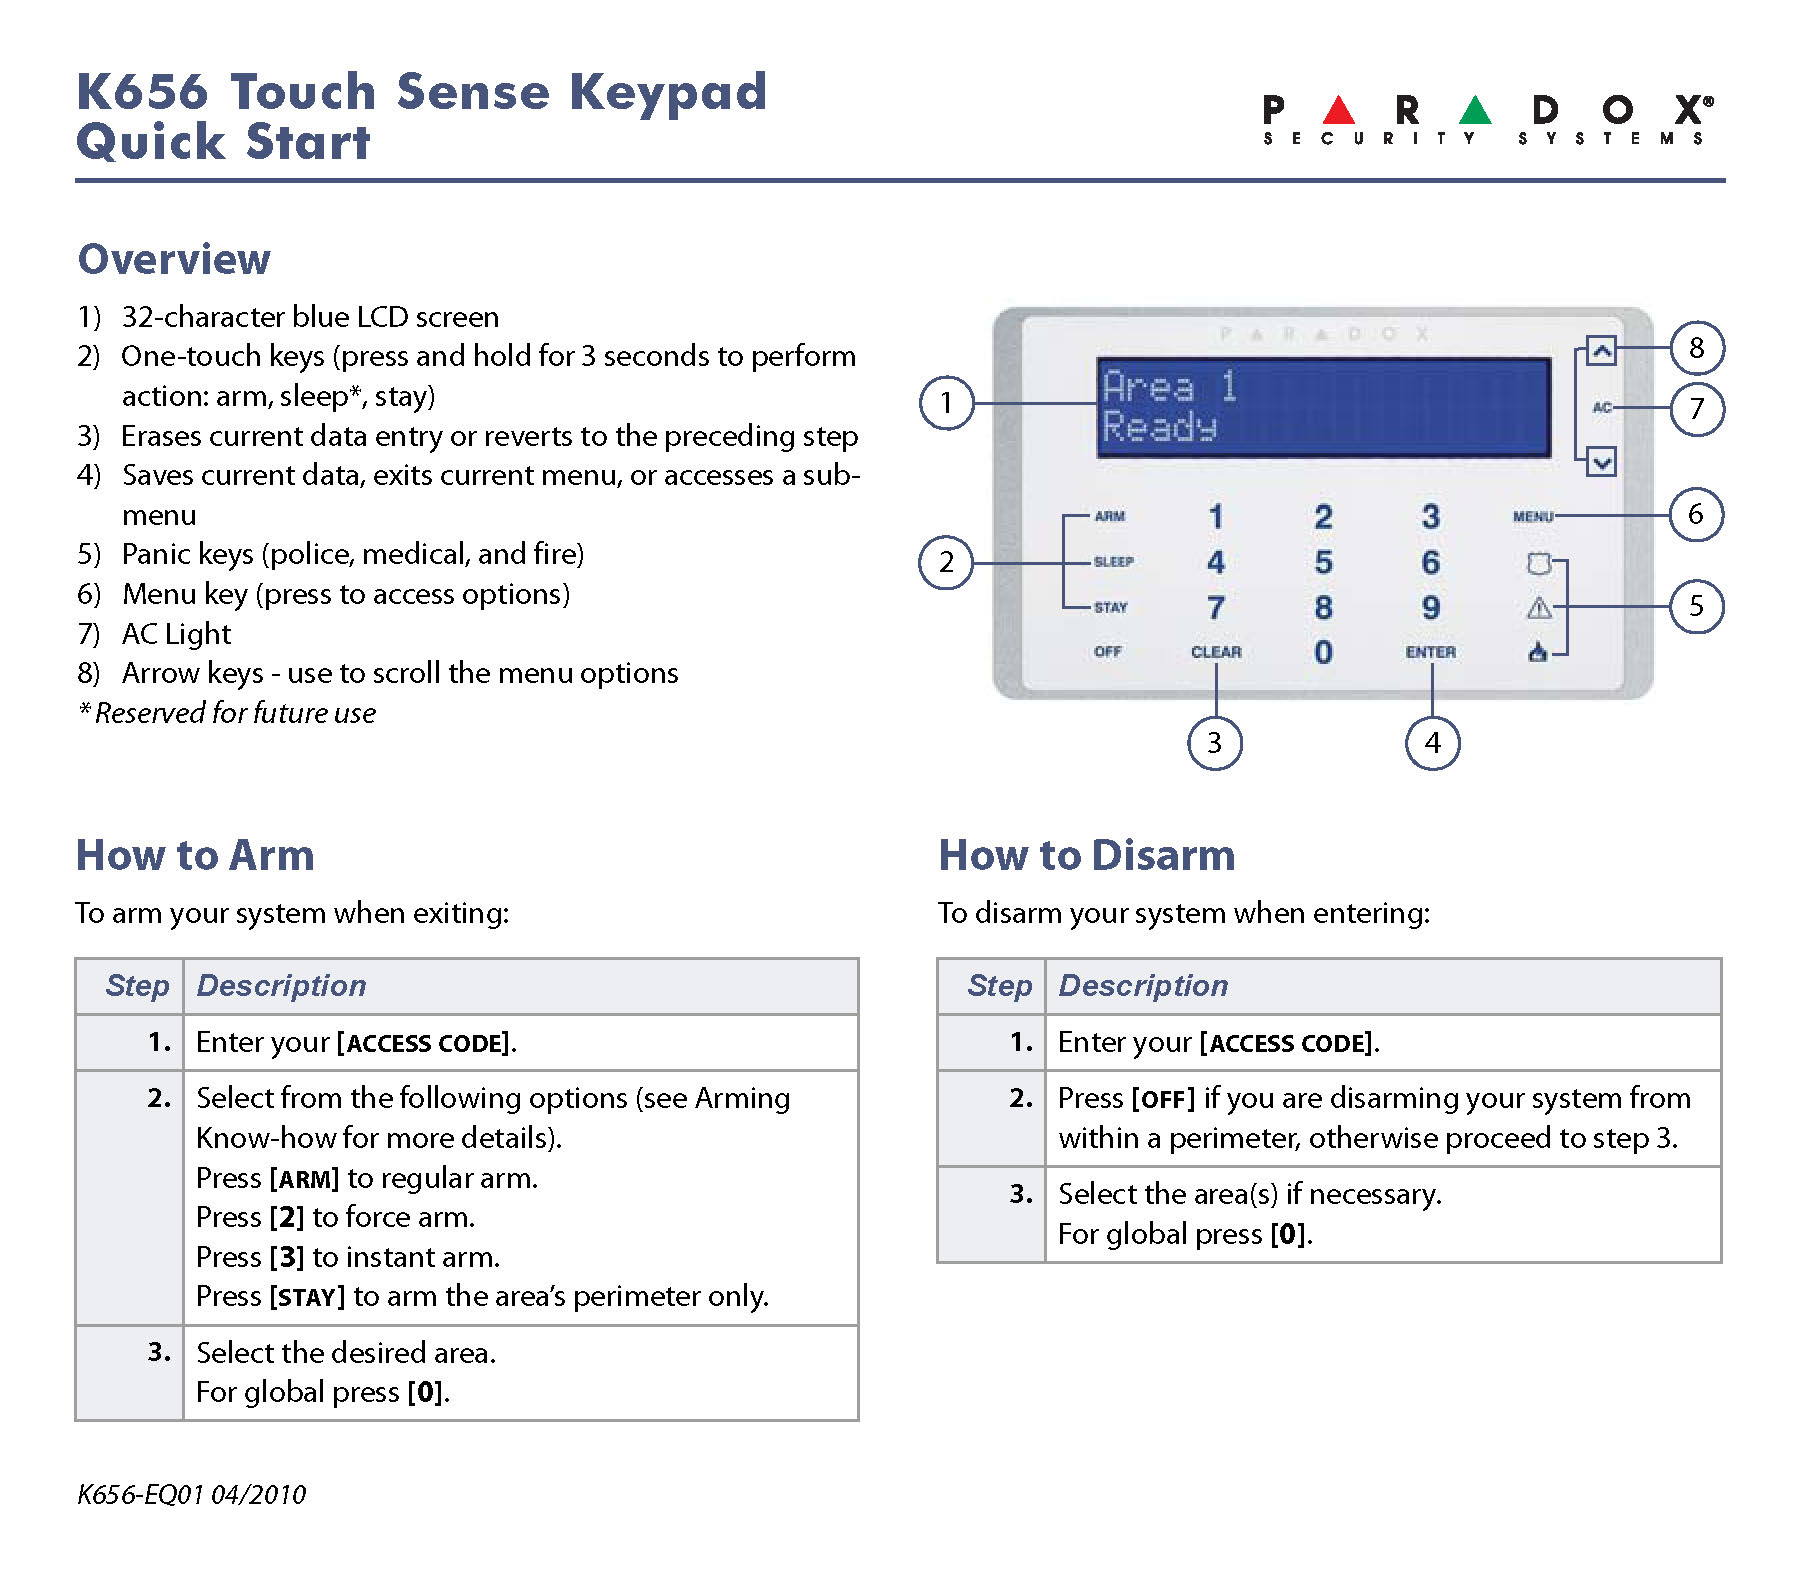 K656 Touch Sense Keypad
Quick Start
PARADOX®
SECURITY SYSTEMS
Overview
1) 32-character blue LCD screen
2) One-touch keys (press and hold for 3 seconds to perform
action: arm, sleep*, stay)
3) Erases current data entry or reverts to the preceding step
4) Saves current data, exits current menu, or accesses a sub-
menu
5) Panic keys (police, medical, and fire)
6) Menu key (press to access options)
7) AC Light
8) Arrow keys - use to scroll the menu options
* Reserved for future use
PARADOX
8
1
Area 1
AC
7
Ready
ARM 1 2 3 MENU
6
2
SLEEP 4 5 6
STAY 7 8 9
5
OFF CLEAR 0 ENTER
3
4
How to Arm
To arm your system when exiting:
Step Description
1. Enter your [ACCESS CODE].
2. Select from the following options (see Arming
Know-how for more details).
Press [ARM] to regular arm.
Press [2] to force arm.
Press [3] to instant arm.
Press [STAY] to arm the area’s perimeter only.
3. Select the desired area.
For global press [0].
How to Disarm
To disarm your system when entering:
Step Description
1. Enter your [ACCESS CODE].
2. Press [OFF] if you are disarming your system from
within a perimeter, otherwise proceed to step 3.
3. Select the area(s) if necessary.
For global press [0].
K656-EQ01 04/2010